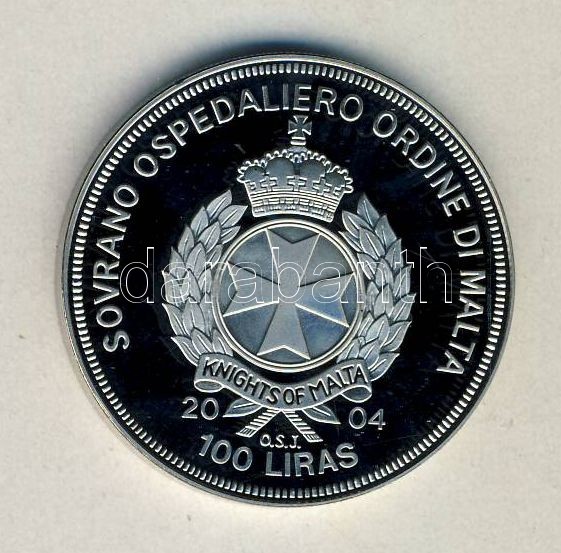 SOVRANO OSPEDALIERO ORDINE DI MALTA
darabanth
KNIGHTS OF MALTA
20 04
O.S.J.
100 LIRAS